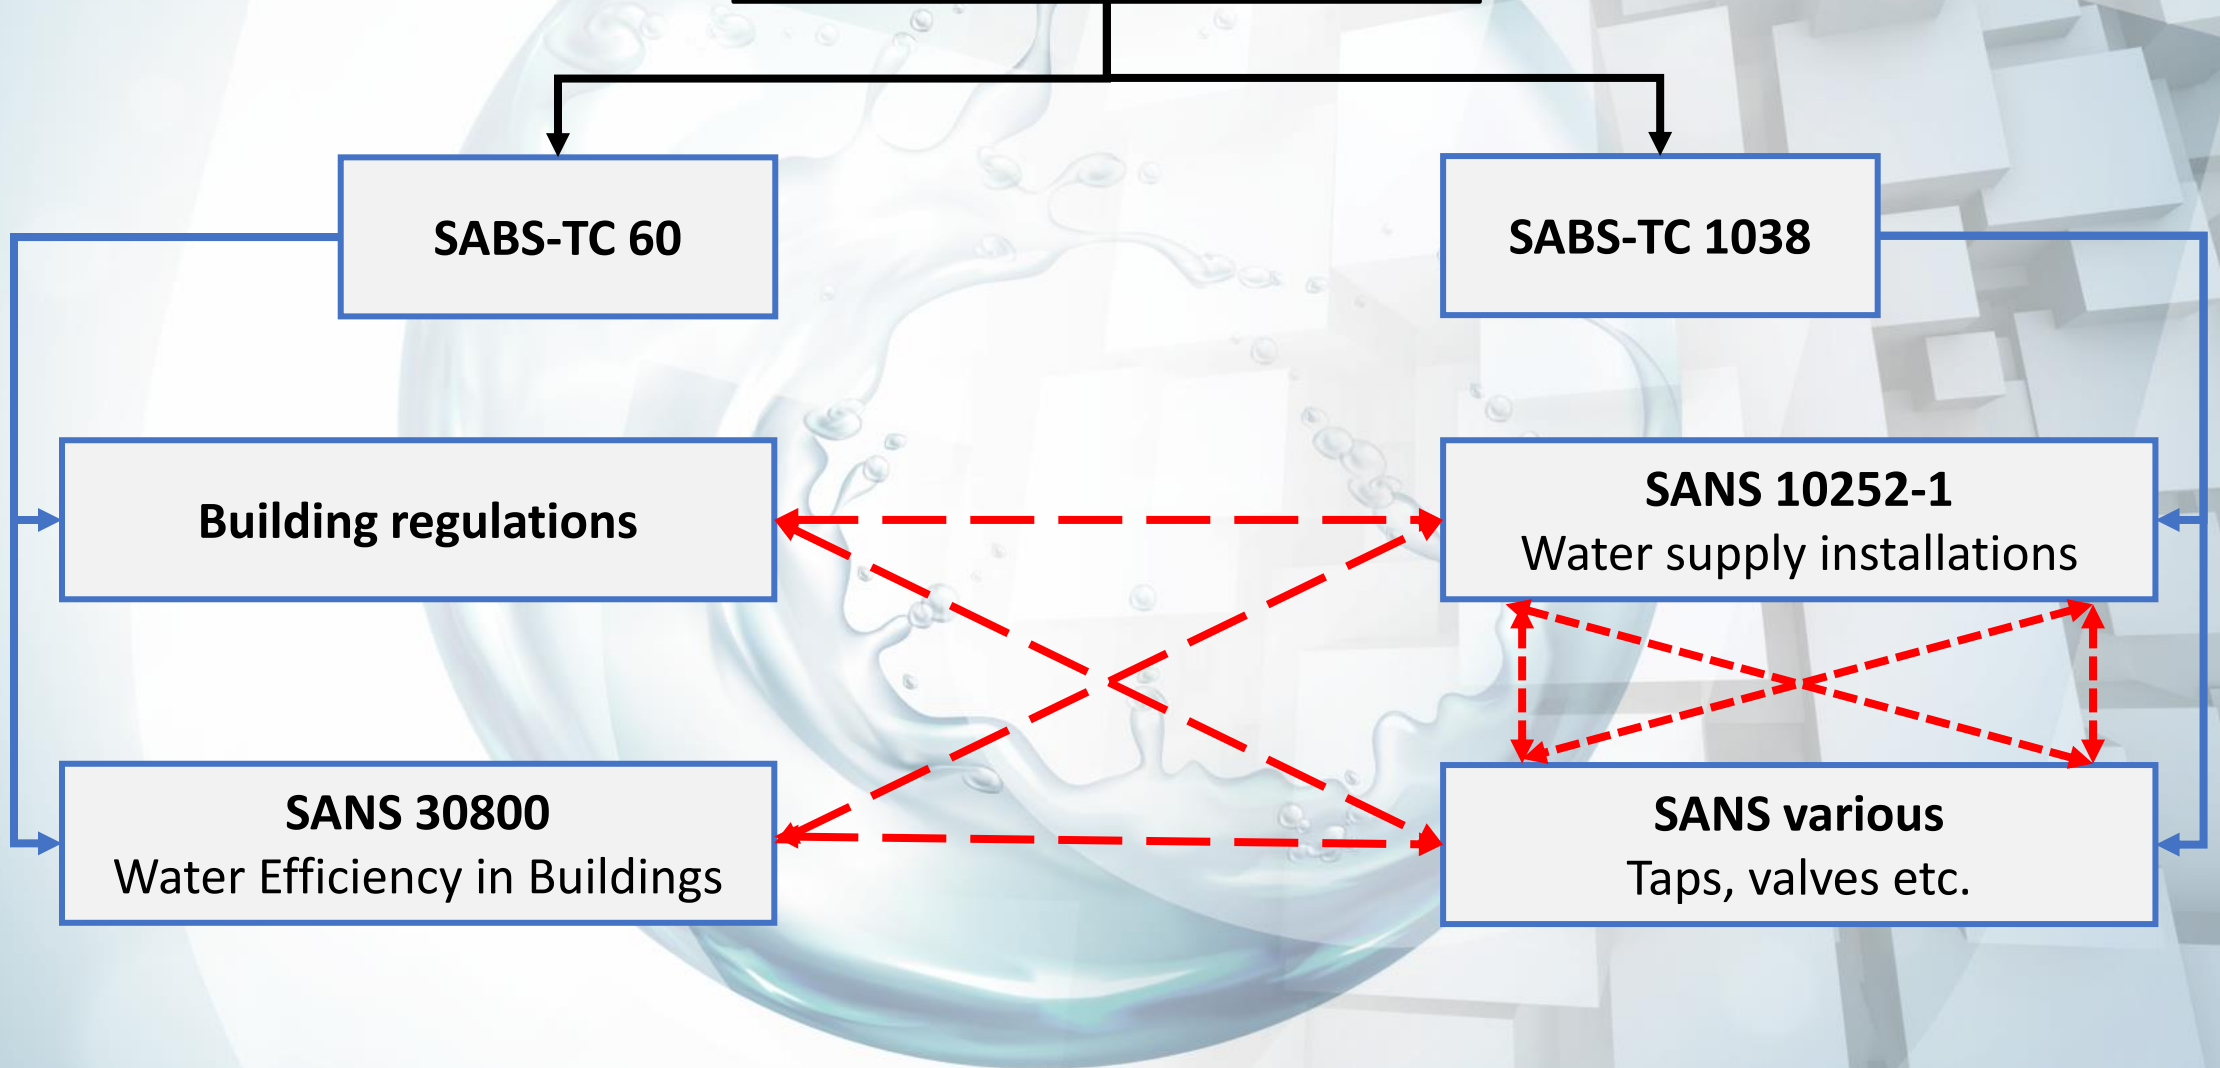 SABS-TC 60
SABS-TC 1038
Building regulations
SANS 10252-1
Water supply installations
SANS 30800
Water Efficiency in Buildings
SANS various
Taps, valves etc.